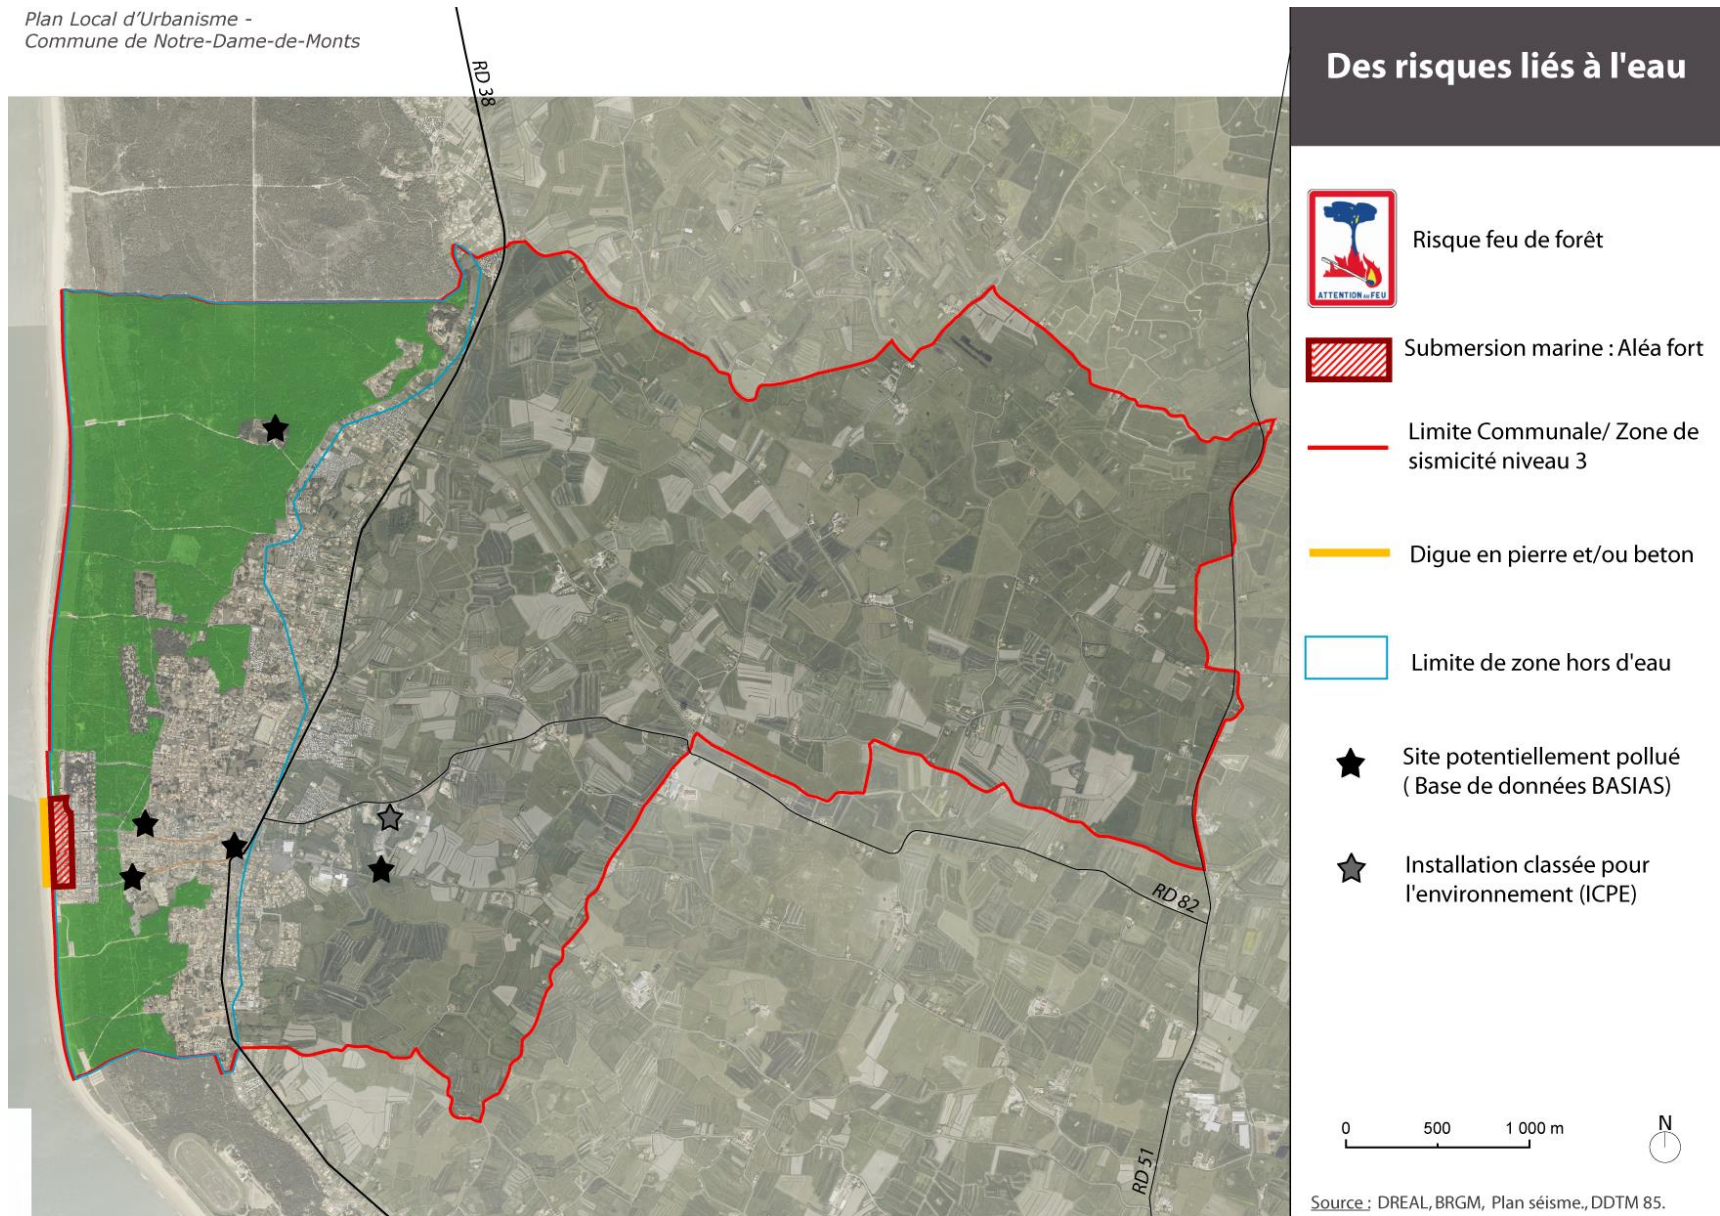 Plan Local d'Urbanisme -
Commune de Notre-Dame-de-Monts
RD 38
RD 82
RD 51
Des risques liés à l'eau
ATTENTION AU FEU
Risque feu de forêt
Submersion marine : Aléa fort
Limite Communale/ Zone de
sismicité niveau 3
Digue en pierre et/ou beton
Limite de zone hors d'eau
Site potentiellement pollué
( Base de données BASIAS)
Installation classée pour
l'environnement (ICPE)
0 500 1 000 m
N
Source : DREAL, BRGM, Plan séisme., DDTM 85.